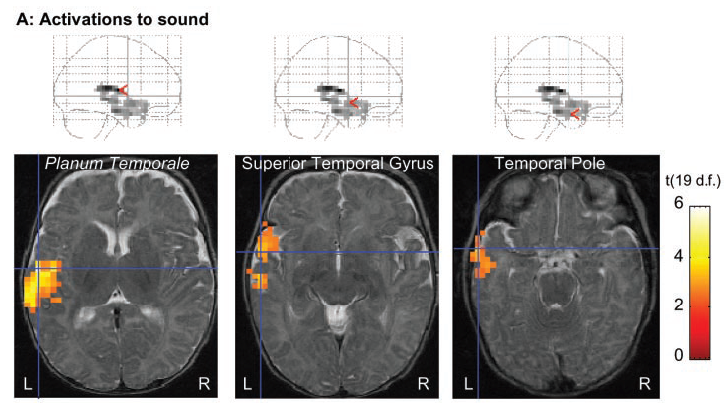 A: Activations to sound
Planum Temporale
Superior Temporal Gyrus
Temporal Pole
t(19 d.f.)
6
4
2
0
L R
L R
L R